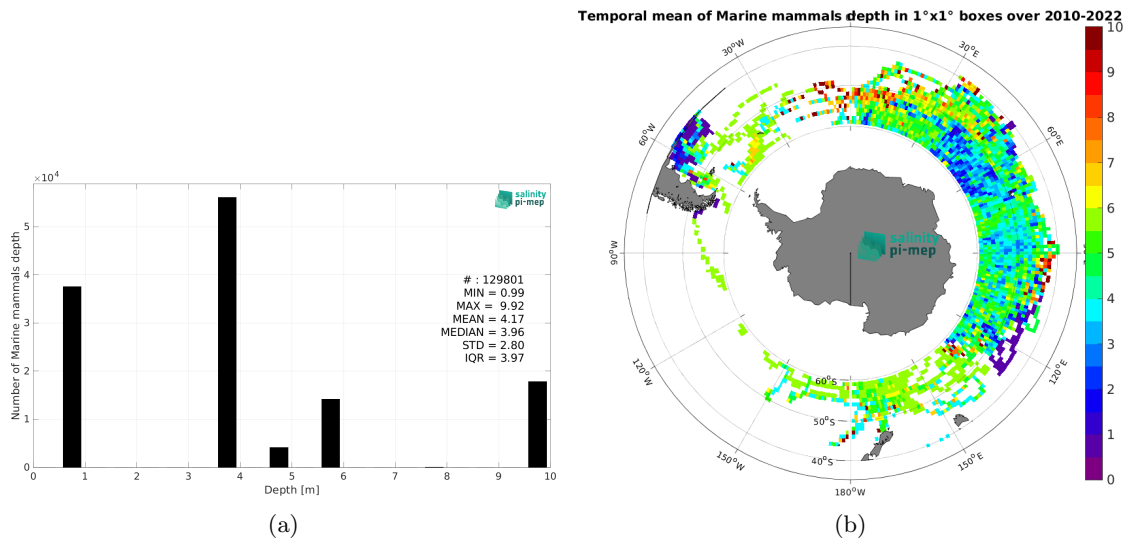 ×10⁴
5
4
3
2
1
0
Number of Marine mammals depth
0 1 2 3 4 5 6 7 8 9 10
Depth [m]
salinity
pi-mep
# : 129801
MIN = 0.99
MAX = 9.92
MEAN = 4.17
MEDIAN = 3.96
STD = 2.80
IQR = 3.97
(a)
Temporal mean of Marine mammals depth in 1°x1° boxes over 2010-2022
30°W
30°E
60°W
60°E
90°W
120°W
120°E
150°W
150°E
180°W
60°S
50°S
40°S
salinity
pi-mep
10
9
8
7
6
5
4
3
2
1
0
(b)